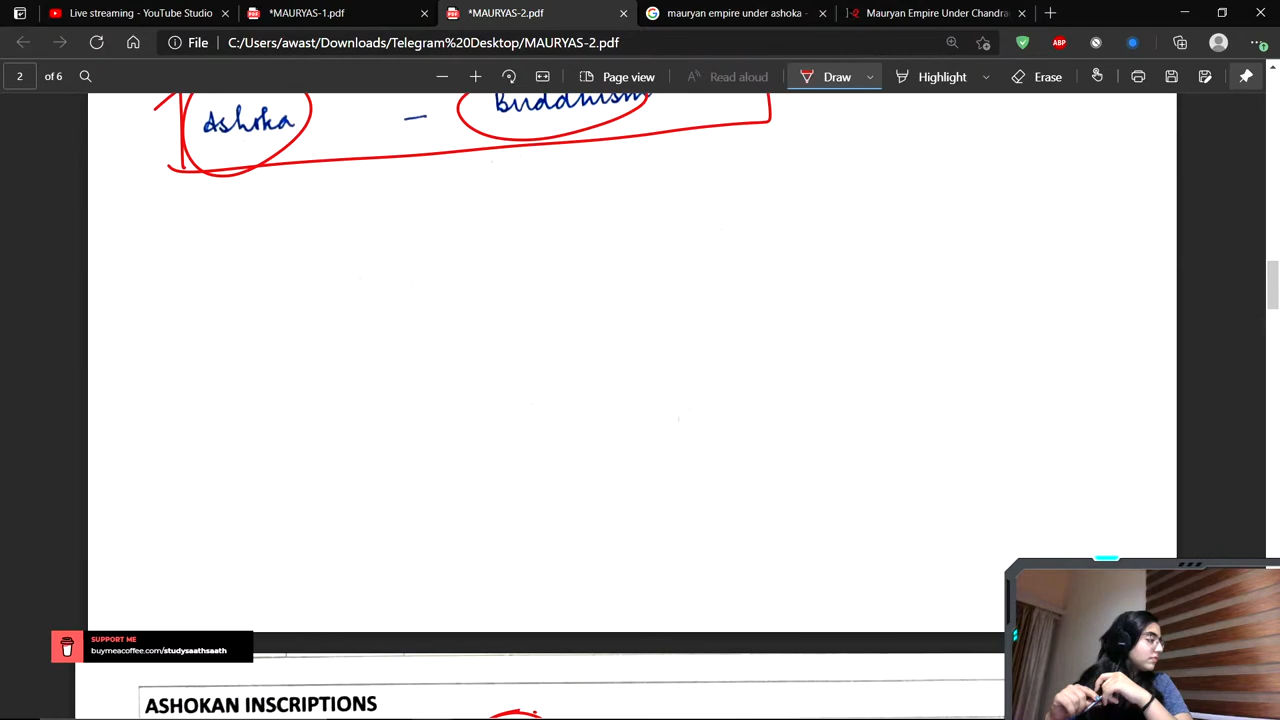 Live streaming - YouTube Studio
*MAURYAS-1.pdf
*MAURYAS-2.pdf
mauryan empire under ashoka -
Mauryan Empire Under Chandra
File
C:/Users/awast/Downloads/Telegram%20Desktop/MAURYAS-2.pdf
ABP
2 of 6
Page view
Read aloud
Draw
Highlight
Erase
Ashoka - Buddhism
SUPPORT ME
buymeacoffee.com/studysaathsaath
ASHOKAN INSCRIPTIONS